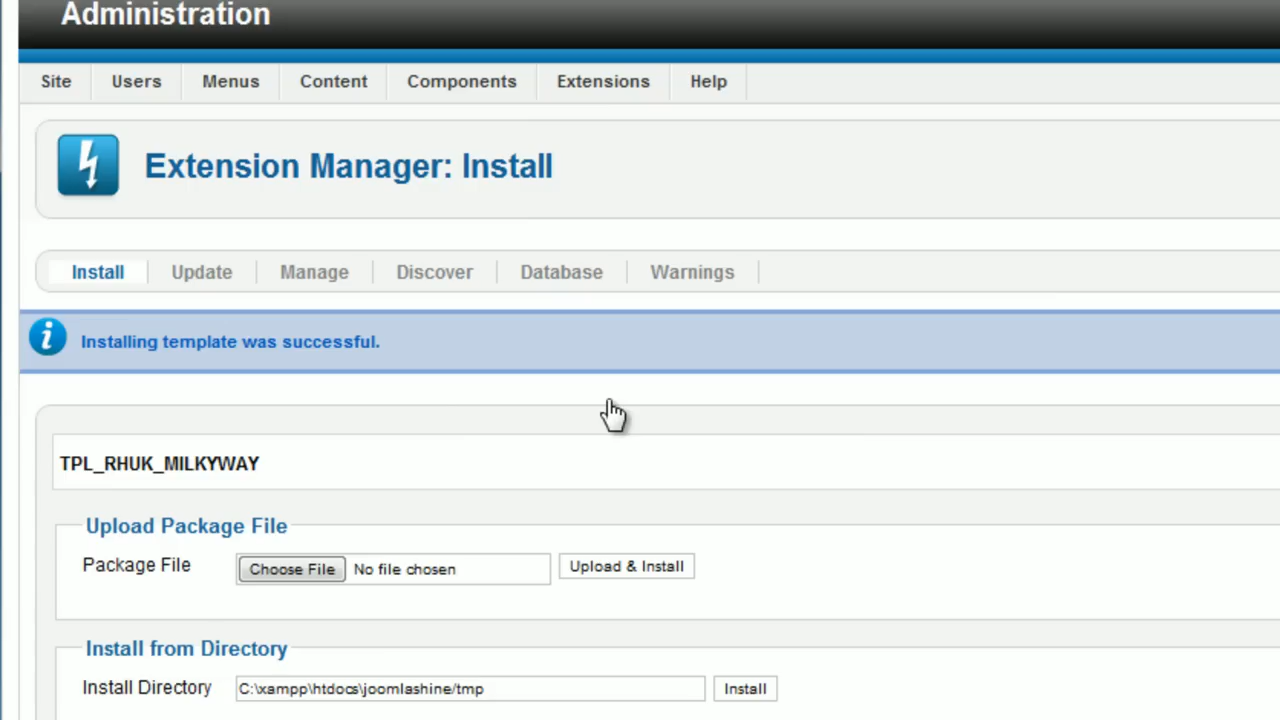 Administration
Site Users Menus Content Components Extensions Help
Extension Manager: Install
Install Update Manage Discover Database Warnings
i Installing template was successful.
TPL_RHUK_MILKYWAY
Upload Package File
Package File Choose File No file chosen Upload & Install
Install from Directory
Install Directory C:\xampp\htdocs\joomlashine/tmp Install